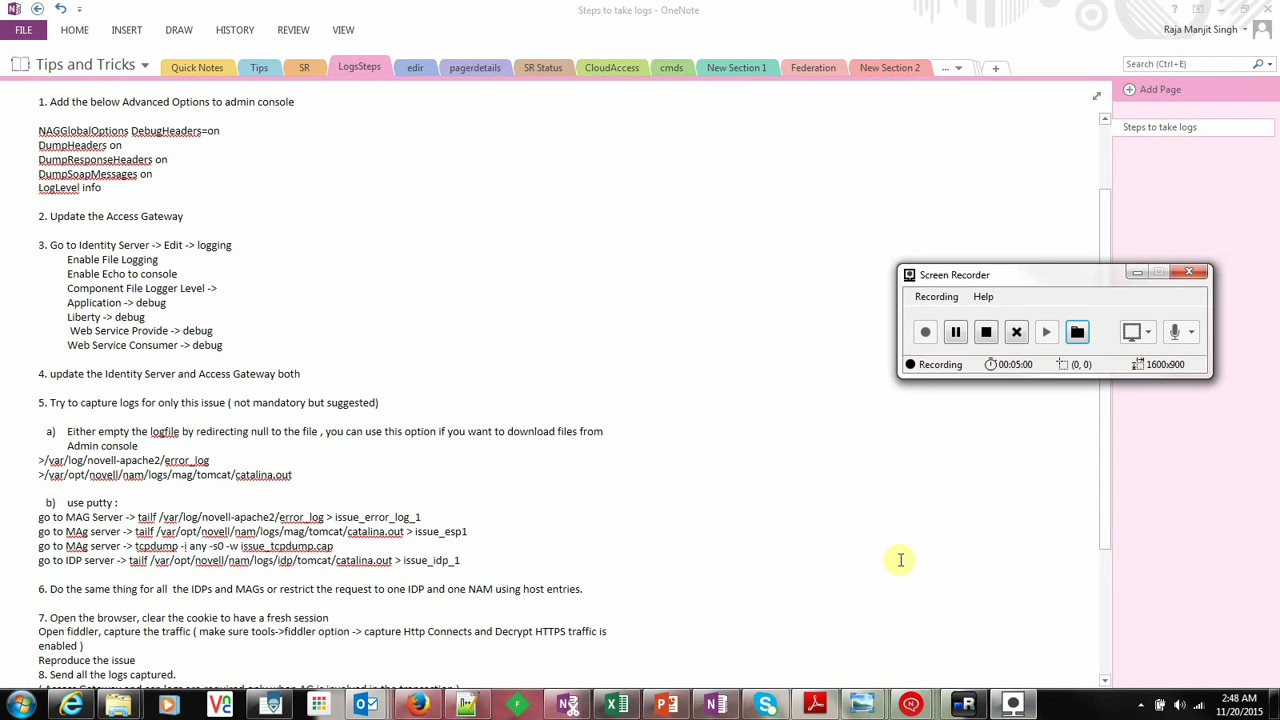 Steps to take logs - OneNote
FILE HOME INSERT DRAW HISTORY REVIEW VIEW
Raja Manjit Singh
Tips and Tricks
Quick Notes Tips SR LogsSteps edir pagerdetails SR Status CloudAccess cmds New Section 1 Federation New Section 2 ...
Search (Ctrl+E)
Add Page
Steps to take logs
1. Add the below Advanced Options to admin console
NAGGlobalOptions DebugHeaders=on
DumpHeaders on
DumpResponseHeaders on
DumpSoapMessages on
LogLevel info
2. Update the Access Gateway
3. Go to Identity Server -> Edit -> logging
Enable File Logging
Enable Echo to console
Component File Logger Level ->
Application -> debug
Liberty -> debug
Web Service Provide -> debug
Web Service Consumer -> debug
4. update the Identity Server and Access Gateway both
5. Try to capture logs for only this issue ( not mandatory but suggested)
a) Either empty the logfile by redirecting null to the file , you can use this option if you want to download files from
Admin console
>/var/log/novell-apache2/error_log
>/var/opt/novell/nam/logs/mag/tomcat/catalina.out
b) use putty :
go to MAG Server -> tailf /var/log/novell-apache2/error_log > issue_error_log_1
go to MAg server -> tailf /var/opt/novell/nam/logs/mag/tomcat/catalina.out > issue_esp1
go to MAg server -> tcpdump -i any -s0 -w issue_tcpdump.cap
go to IDP server -> tailf /var/opt/novell/nam/logs/idp/tomcat/catalina.out > issue_idp_1
6. Do the same thing for all the IDPs and MAGs or restrict the request to one IDP and one NAM using host entries.
7. Open the browser, clear the cookie to have a fresh session
Open fiddler, capture the traffic ( make sure tools->fiddler option -> capture Http Connects and Decrypt HTTPS traffic is
enabled )
Reproduce the issue
8. Send all the logs captured.
Screen Recorder
Recording Help
Recording 00:05:00 (0, 0) 1600x900
2:48 AM
11/20/2015